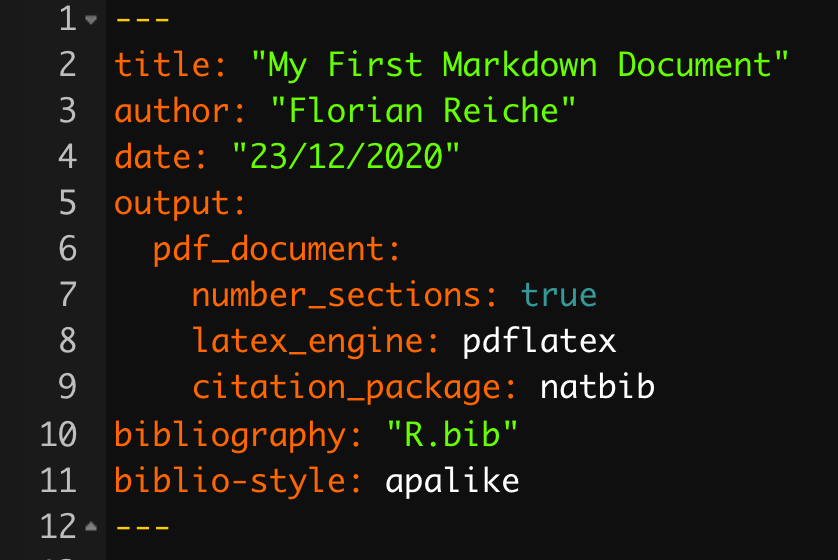 1 ---
2 title: "My First Markdown Document"
3 author: "Florian Reiche"
4 date: "23/12/2020"
5 output:
6   pdf_document:
7     number_sections: true
8     latex_engine: pdflatex
9     citation_package: natbib
10 bibliography: "R.bib"
11 biblio-style: apalike
12 ---